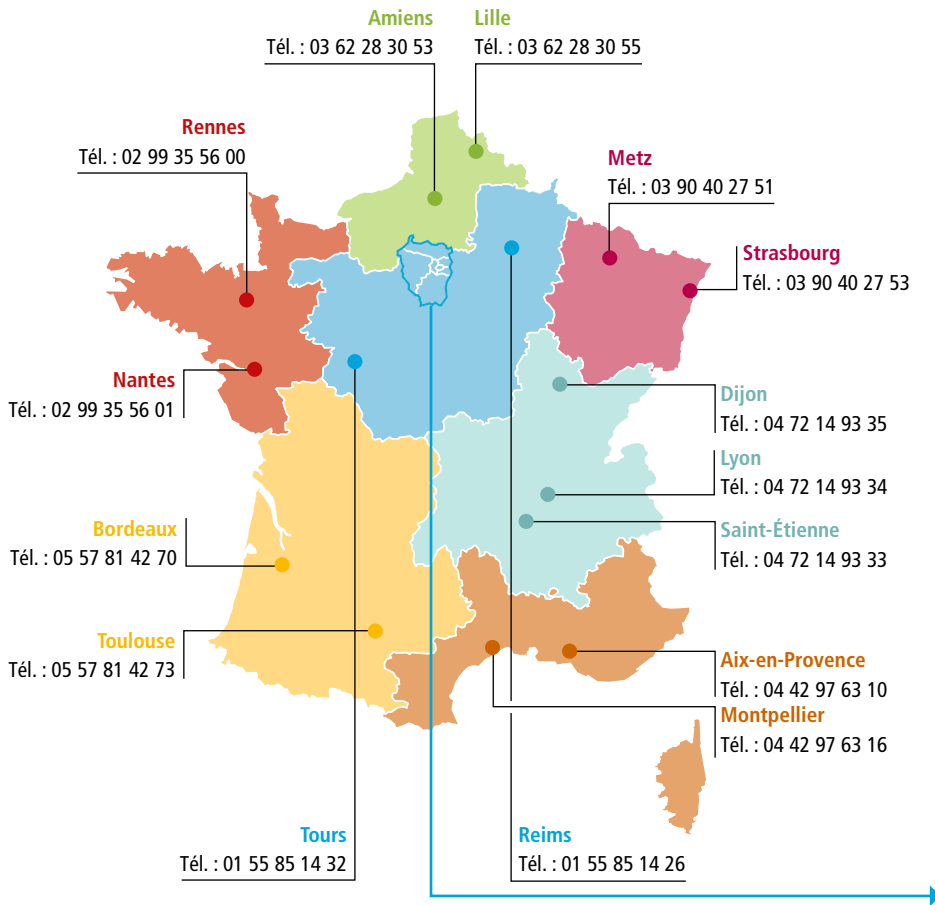 Amiens
Tél. : 03 62 28 30 53
Lille
Tél. : 03 62 28 30 55
Rennes
Tél. : 02 99 35 56 00
Metz
Tél. : 03 90 40 27 51
Strasbourg
Tél. : 03 90 40 27 53
Nantes
Tél. : 02 99 35 56 01
Dijon
Tél. : 04 72 14 93 35
Lyon
Tél. : 04 72 14 93 34
Bordeaux
Tél. : 05 57 81 42 70
Saint-Étienne
Tél. : 04 72 14 93 33
Toulouse
Tél. : 05 57 81 42 73
Aix-en-Provence
Tél. : 04 42 97 63 10
Montpellier
Tél. : 04 42 97 63 16
Tours
Tél. : 01 55 85 14 32
Reims
Tél. : 01 55 85 14 26